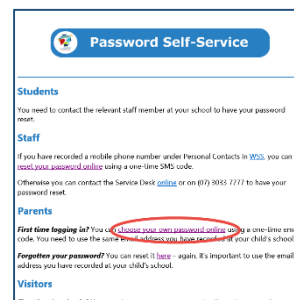 Password Self-Service
Students
You need to contact the relevant staff member at your school to have your password
reset.
Staff
If you have recorded a mobile phone number under Personal Contacts in WSS, you can
reset your password online using a one-time SMS code.
Otherwise you can contact the Service Desk online or on (07) 3033 7777 to have your
password reset.
Parents
First time logging in? You can choose your own password online using a one-time
code. You need to use the same email address you have recorded at your child's school
Forgotten your password? You can reset it here - again, it's important to use the email
address you have recorded at your child's school.
Visitors